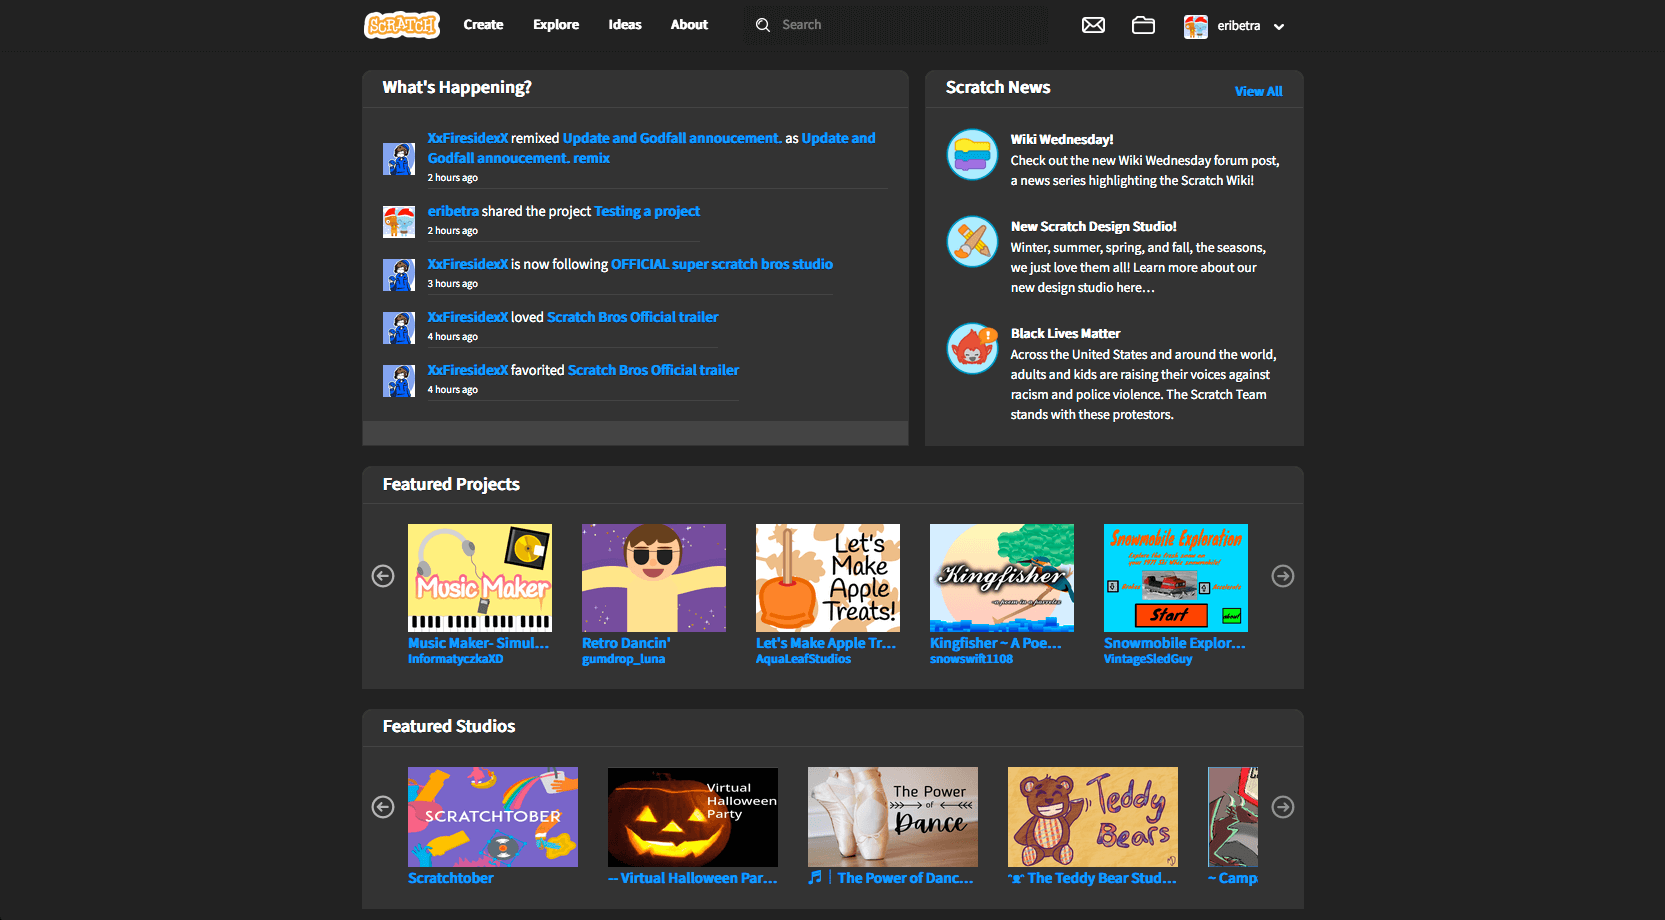 SCRATCH
Create
Explore
Ideas
About
Search
eribetra
What's Happening?
XxFiresidexX remixed Update and Godfall annoucement. as Update and
Godfall annoucement. remix
2 hours ago
eribetra shared the project Testing a project
2 hours ago
XxFiresidexX is now following OFFICIAL super scratch bros studio
3 hours ago
XxFiresidexX loved Scratch Bros Official trailer
4 hours ago
XxFiresidexX favorited Scratch Bros Official trailer
4 hours ago
Scratch News
View All
Wiki Wednesday!
Check out the new Wiki Wednesday forum post,
a news series highlighting the Scratch Wiki!
New Scratch Design Studio!
Winter, summer, spring, and fall, the seasons,
we just love them all! Learn more about our
new design studio here…
Black Lives Matter
Across the United States and around the world,
adults and kids are raising their voices against
racism and police violence. The Scratch Team
stands with these protestors.
Featured Projects
Music Maker
Music Maker- Simul…
InformatyczkaXD
Retro Dancin'
gumdrop_luna
Let's
Make
Apple
Treats!
Let's Make Apple Tr…
AquaLeafStudios
Kingfisher
~a poem in a parallax
Kingfisher ~ A Poe…
snowswift1108
Snowmobile Exploration
Start
Snowmobile Explor…
VintageSledGuy
Featured Studios
SCRATCHTOBER
Scratchtober
Virtual
Halloween
Party
-- Virtual Halloween Par…
The Power
of
Dance
🎵 | The Power of Danc…
Teddy
Bears
ᵔᴥᵔ The Teddy Bear Stud…
~ Camp